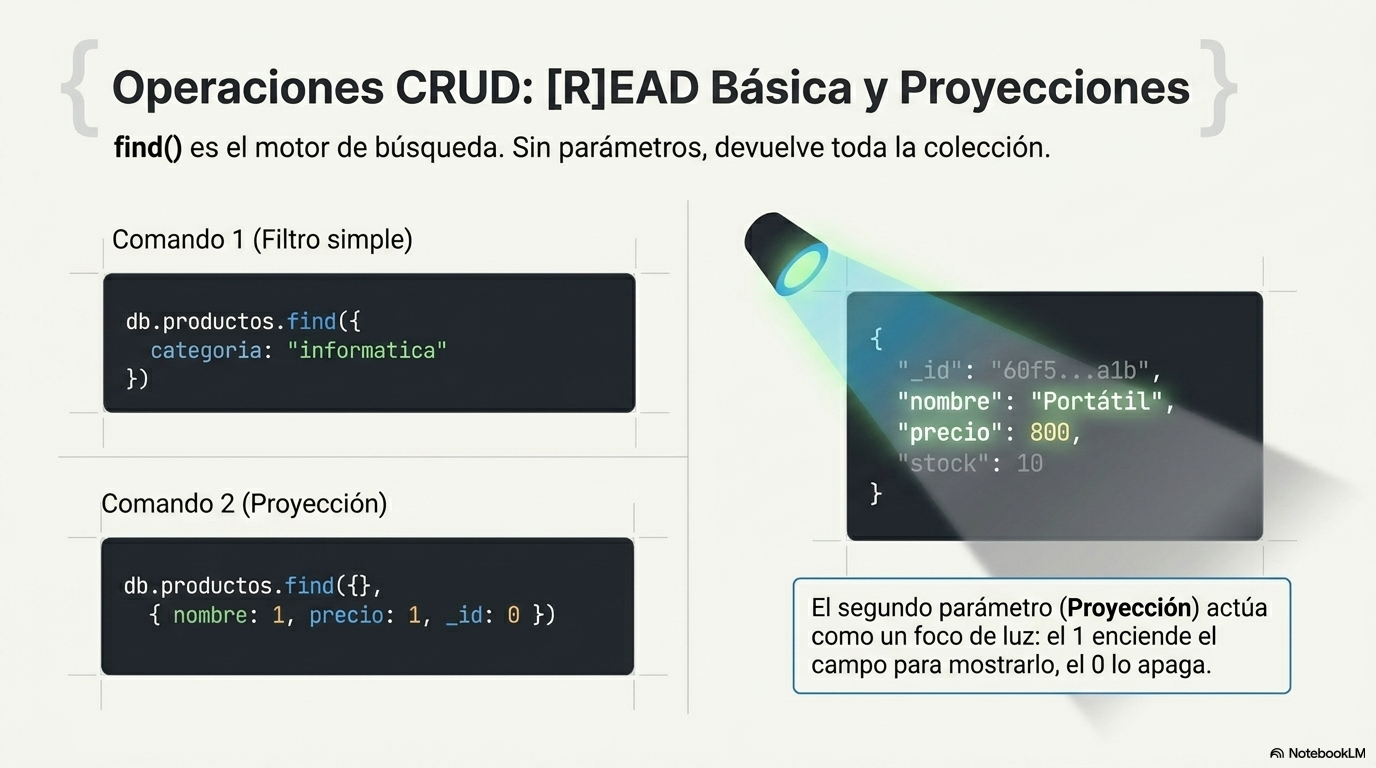 { Operaciones CRUD: [R]EAD Básica y Proyecciones }
find() es el motor de búsqueda. Sin parámetros, devuelve toda la colección.
Comando 1 (Filtro simple)
db.productos.find({
  categoria: "informatica"
})
Comando 2 (Proyección)
db.productos.find({},
  { nombre: 1, precio: 1, _id: 0 })
{
  "_id": "60f5...a1b",
  "nombre": "Portátil",
  "precio": 800,
  "stock": 10
}
El segundo parámetro (Proyección) actúa
como un foco de luz: el 1 enciende el
campo para mostrarlo, el 0 lo apaga.
NotebookLM